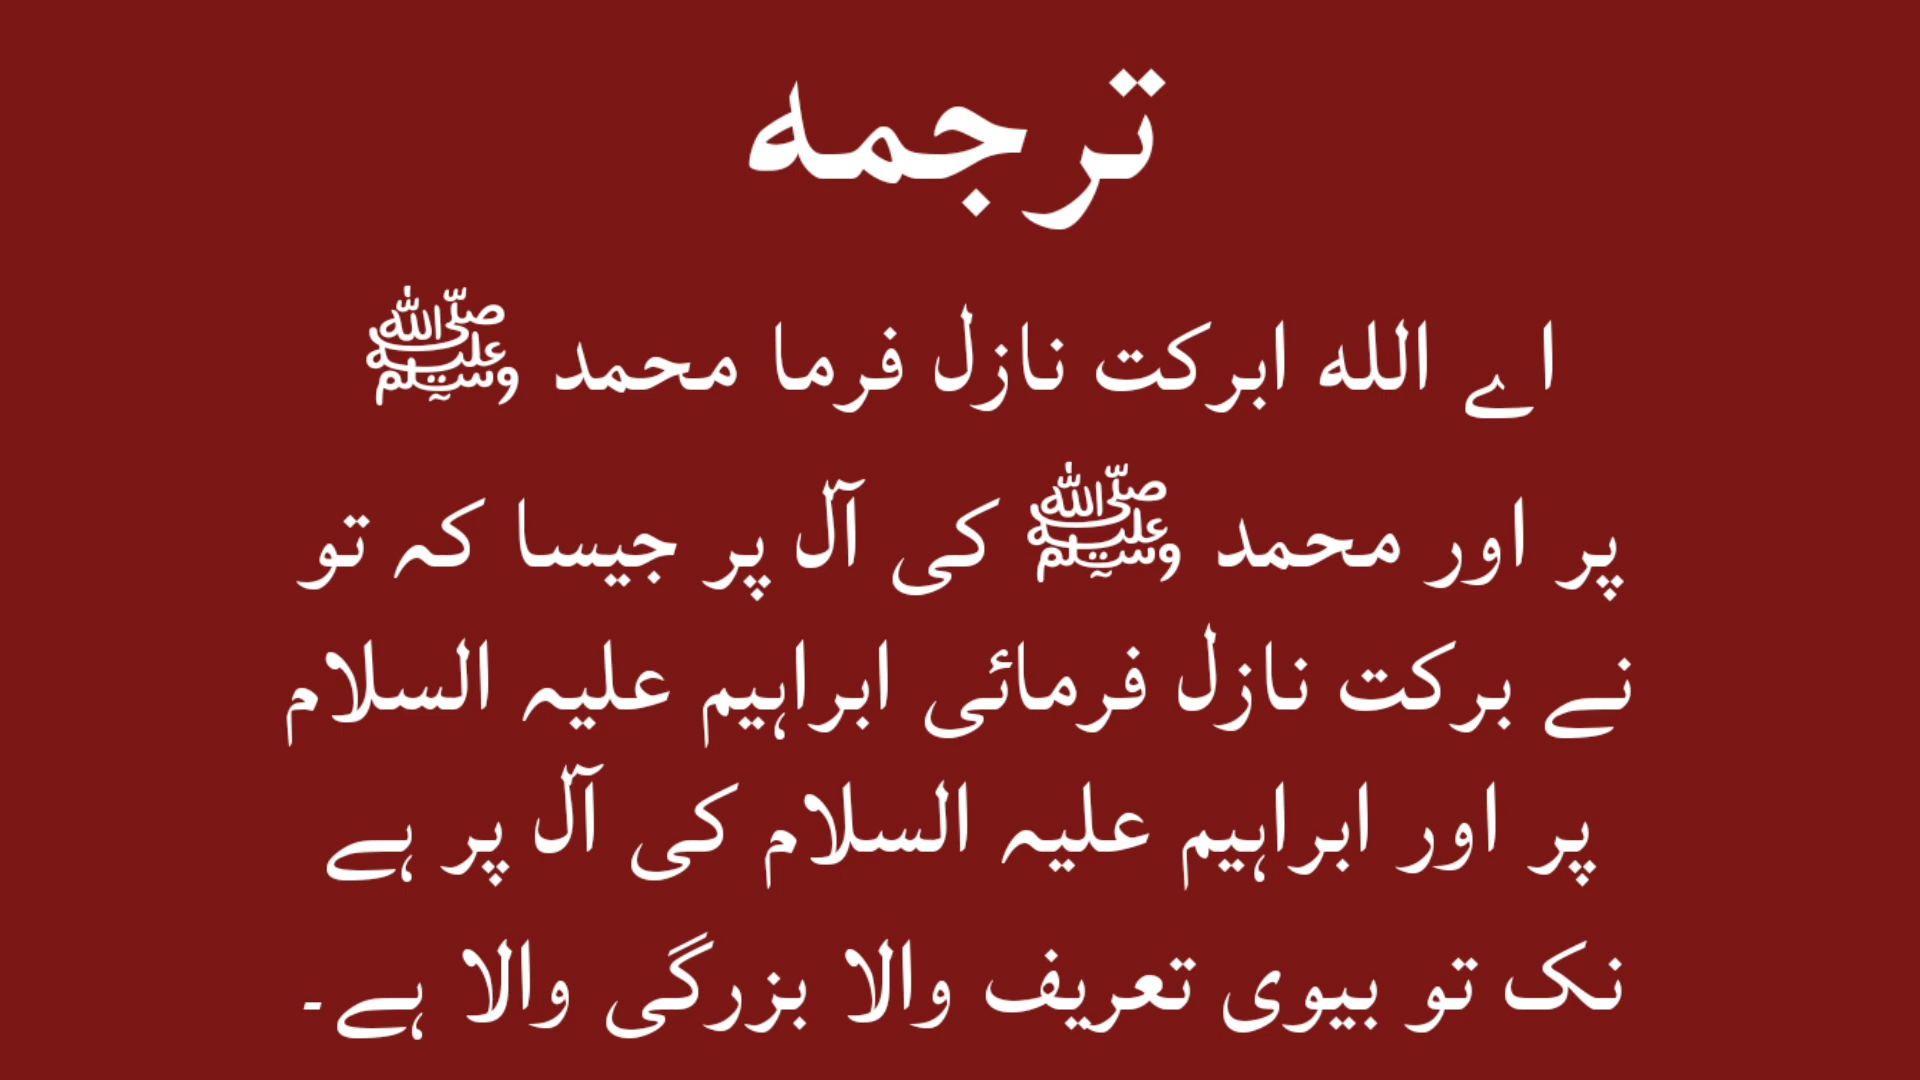 ترجمه
اے الله ابرکت نازل فرما محمد ﷺ
پر اور محمد ﷺ کی آل پر جیسا کہ تو
نے برکت نازل فرمائی ابراہیم علیہ السلام
پر اور ابراہیم علیہ السلام کی آل پر ہے
نک تو بیوی تعریف والا بزرگی والا ہے۔